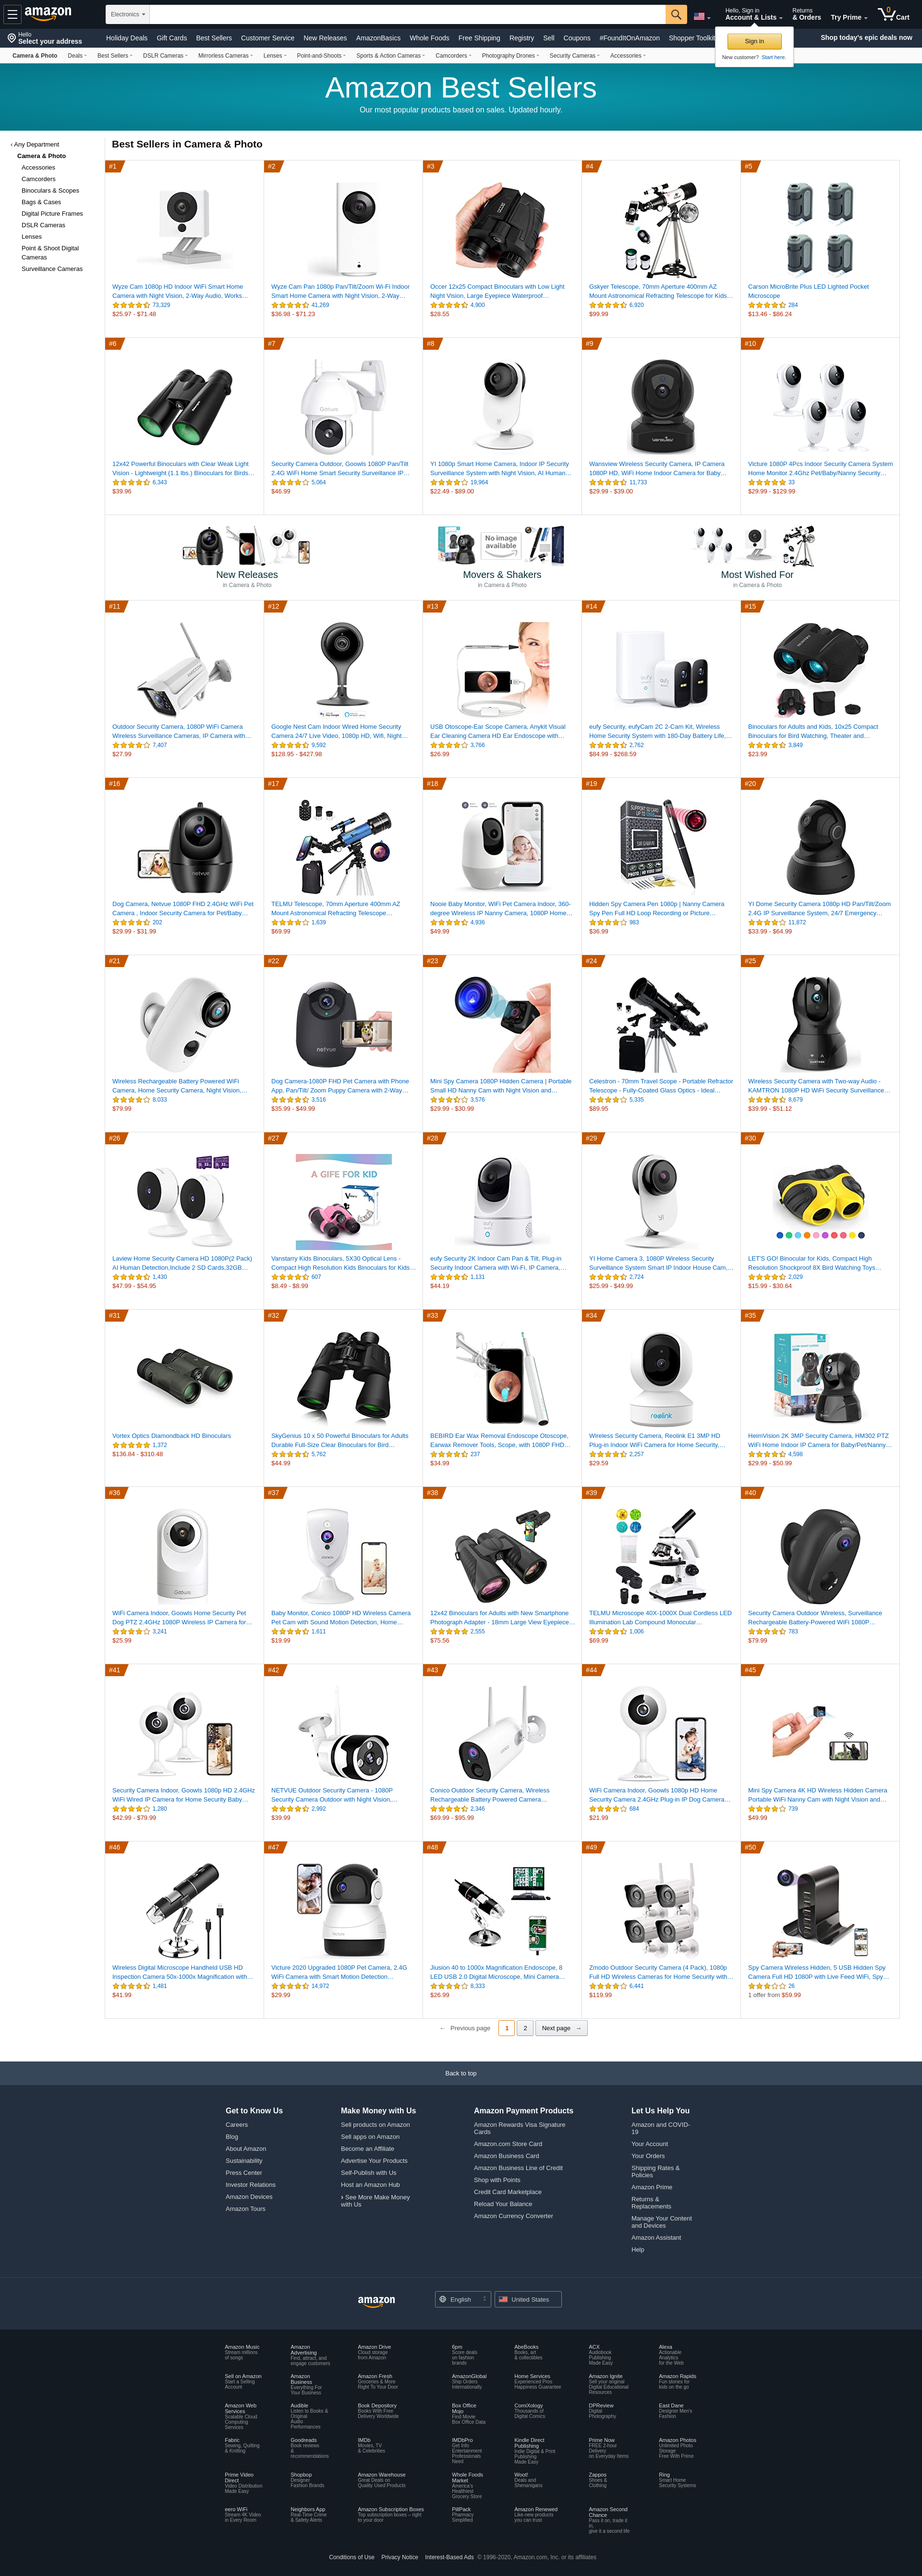 Hello
Select your address
amazon
Electronics
Hello, Sign in
Account & Lists
Returns
& Orders
Try Prime
0
Cart
Holiday Deals
Gift Cards
Best Sellers
Customer Service
New Releases
AmazonBasics
Whole Foods
Free Shipping
Registry
Sell
Coupons
#FoundItOnAmazon
Shopper Toolkit
Shop today's epic deals now
Sign in
New customer? Start here.
Camera & Photo
Deals
Best Sellers
DSLR Cameras
Mirrorless Cameras
Lenses
Point-and-Shoots
Sports & Action Cameras
Camcorders
Photography Drones
Security Cameras
Accessories
Amazon Best Sellers
Our most popular products based on sales. Updated hourly.
‹ Any Department
Camera & Photo
Accessories
Camcorders
Binoculars & Scopes
Bags & Cases
Digital Picture Frames
DSLR Cameras
Lenses
Point & Shoot Digital
Cameras
Surveillance Cameras
Best Sellers in Camera & Photo
#1
Wyze Cam 1080p HD Indoor WiFi Smart Home
Camera with Night Vision, 2-Way Audio, Works…
73,329
$25.97 - $71.48
#2
Wyze Cam Pan 1080p Pan/Tilt/Zoom Wi-Fi Indoor
Smart Home Camera with Night Vision, 2-Way…
41,269
$36.98 - $71.23
#3
Occer 12x25 Compact Binoculars with Low Light
Night Vision, Large Eyepiece Waterproof…
4,900
$28.55
#4
Gskyer Telescope, 70mm Aperture 400mm AZ
Mount Astronomical Refracting Telescope for Kids…
6,920
$99.99
#5
Carson MicroBrite Plus LED Lighted Pocket
Microscope
284
$13.46 - $86.24
#6
12x42 Powerful Binoculars with Clear Weak Light
Vision - Lightweight (1.1 lbs.) Binoculars for Birds…
6,343
$39.96
#7
Security Camera Outdoor, Goowls 1080P Pan/Tilt
2.4G WiFi Home Smart Security Surveillance IP…
5,064
$46.99
#8
YI 1080p Smart Home Camera, Indoor IP Security
Surveillance System with Night Vision, AI Human…
19,964
$22.49 - $89.00
#9
Wansview Wireless Security Camera, IP Camera
1080P HD, WiFi Home Indoor Camera for Baby…
11,733
$29.99 - $39.00
#10
Victure 1080P 4Pcs Indoor Security Camera System
Home Monitor 2.4Ghz Pet/Baby/Nanny Security…
33
$29.99 - $129.99
New Releases
in Camera & Photo
No image
available
Movers & Shakers
in Camera & Photo
Most Wished For
in Camera & Photo
#11
Outdoor Security Camera, 1080P WiFi Camera
Wireless Surveillance Cameras, IP Camera with…
7,407
$27.99
#12
Google Nest Cam Indoor Wired Home Security
Camera 24/7 Live Video, 1080p HD, Wifi, Night…
9,592
$128.95 - $427.98
#13
USB Otoscope-Ear Scope Camera, Anykit Visual
Ear Cleaning Camera HD Ear Endoscope with…
3,766
$26.99
#14
eufy Security, eufyCam 2C 2-Cam Kit, Wireless
Home Security System with 180-Day Battery Life,…
2,762
$84.99 - $268.59
#15
Binoculars for Adults and Kids, 10x25 Compact
Binoculars for Bird Watching, Theater and…
3,849
$23.99
#16
netvue
Dog Camera, Netvue 1080P FHD 2.4GHz WiFi Pet
Camera , Indoor Security Camera for Pet/Baby…
202
$29.99 - $31.99
#17
TELMU Telescope, 70mm Aperture 400mm AZ
Mount Astronomical Refracting Telescope…
1,639
$69.99
#18
Nooie Baby Monitor, WiFi Pet Camera Indoor, 360-
degree Wireless IP Nanny Camera, 1080P Home…
4,936
$49.99
#19
Hidden Spy Camera Pen 1080p | Nanny Camera
Spy Pen Full HD Loop Recording or Picture…
983
$36.99
#20
YI Dome Security Camera 1080p HD Pan/Tilt/Zoom
2.4G IP Surveillance System, 24/7 Emergency…
11,872
$33.99 - $64.99
#21
Wireless Rechargeable Battery Powered WiFi
Camera, Home Security Camera, Night Vision,…
8,033
$79.99
#22
netvue
Dog Camera-1080P FHD Pet Camera with Phone
App, Pan/Tilt/ Zoom Puppy Camera with 2-Way…
3,516
$35.99 - $49.99
#23
Mini Spy Camera 1080P Hidden Camera | Portable
Small HD Nanny Cam with Night Vision and…
3,576
$29.99 - $30.99
#24
Celestron - 70mm Travel Scope - Portable Refractor
Telescope - Fully-Coated Glass Optics - Ideal…
5,335
$89.95
#25
Wireless Security Camera with Two-way Audio -
KAMTRON 1080P HD WiFi Security Surveillance…
8,679
$39.99 - $51.12
#26
Laview Home Security Camera HD 1080P(2 Pack)
AI Human Detection,Include 2 SD Cards,32GB…
1,430
$47.99 - $54.95
#27
A GIFE FOR KID
Vanstarry Kids Binoculars, 5X30 Optical Lens -
Compact High Resolution Kids Binoculars for Kids…
607
$8.49 - $8.99
#28
eufy Security 2K Indoor Cam Pan & Tilt, Plug-in
Security Indoor Camera with Wi-Fi, IP Camera,…
1,131
$44.19
#29
YI Home Camera 3, 1080P Wireless Security
Surveillance System Smart IP Indoor House Cam,…
2,724
$25.99 - $49.99
#30
LET'S GO! Binocular for Kids, Compact High
Resolution Shockproof 8X Bird Watching Toys…
2,029
$15.99 - $30.64
#31
Vortex Optics Diamondback HD Binoculars
1,372
$136.84 - $310.48
#32
SkyGenius 10 x 50 Powerful Binoculars for Adults
Durable Full-Size Clear Binoculars for Bird…
5,762
$44.99
#33
BEBIRD Ear Wax Removal Endoscope Otoscope,
Earwax Remover Tools, Scope, with 1080P FHD…
237
$34.99
#34
reolink
Wireless Security Camera, Reolink E1 3MP HD
Plug-in Indoor WiFi Camera for Home Security,…
2,257
$29.59
#35
HeimVision 2K 3MP Security Camera, HM302 PTZ
WiFi Home Indoor IP Camera for Baby/Pet/Nanny…
4,598
$29.99 - $50.99
#36
WiFi Camera Indoor, Goowls Home Security Pet
Dog PTZ 2.4GHz 1080P Wireless IP Camera for…
3,241
$25.99
#37
Baby Monitor, Conico 1080P HD Wireless Camera
Pet Cam with Sound Motion Detection, Home…
1,611
$19.99
#38
12x42 Binoculars for Adults with New Smartphone
Photograph Adapter - 18mm Large View Eyepiece…
2,555
$75.56
#39
TELMU Microscope 40X-1000X Dual Cordless LED
Illumination Lab Compound Monocular…
1,006
$69.99
#40
Security Camera Outdoor Wireless, Surveillance
Rechargeable Battery-Powered WiFi 1080P…
783
$79.99
#41
Security Camera Indoor, Goowls 1080p HD 2.4GHz
WiFi Wired IP Camera for Home Security Baby…
1,280
$42.99 - $79.99
#42
NETVUE Outdoor Security Camera - 1080P
Security Camera Outdoor with Night Vision,…
2,992
$39.99
#43
Conico Outdoor Security Camera, Wireless
Rechargeable Battery Powered Camera…
2,346
$69.99 - $95.99
#44
WiFi Camera Indoor, Goowls 1080p HD Home
Security Camera 2.4GHz Plug-in IP Dog Camera…
684
$21.99
#45
Mini Spy Camera 4K HD Wireless Hidden Camera
Portable WiFi Nanny Cam with Night Vision and…
739
$49.99
#46
Wireless Digital Microscope Handheld USB HD
Inspection Camera 50x-1000x Magnification with…
1,481
$41.99
#47
Victure 2020 Upgraded 1080P Pet Camera, 2.4G
WiFi Camera with Smart Motion Detection…
14,972
$29.99
#48
Jiusion 40 to 1000x Magnification Endoscope, 8
LED USB 2.0 Digital Microscope, Mini Camera…
8,333
$26.99
#49
Zmodo Outdoor Security Camera (4 Pack), 1080p
Full HD Wireless Cameras for Home Security with…
6,441
$119.99
#50
Spy Camera Wireless Hidden, 5 USB Hidden Spy
Camera Full HD 1080P with Live Feed WiFi, Spy…
26
1 offer from $59.99
← Previous page
1
2
Next page →
Back to top
Get to Know Us
Careers
Blog
About Amazon
Sustainability
Press Center
Investor Relations
Amazon Devices
Amazon Tours
Make Money with Us
Sell products on Amazon
Sell apps on Amazon
Become an Affiliate
Advertise Your Products
Self-Publish with Us
Host an Amazon Hub
› See More Make Money
with Us
Amazon Payment Products
Amazon Rewards Visa Signature
Cards
Amazon.com Store Card
Amazon Business Card
Amazon Business Line of Credit
Shop with Points
Credit Card Marketplace
Reload Your Balance
Amazon Currency Converter
Let Us Help You
Amazon and COVID-
19
Your Account
Your Orders
Shipping Rates &
Policies
Amazon Prime
Returns &
Replacements
Manage Your Content
and Devices
Amazon Assistant
Help
amazon
English
United States
Amazon Music
Stream millions
of songs
Amazon
Advertising
Find, attract, and
engage customers
Amazon Drive
Cloud storage
from Amazon
6pm
Score deals
on fashion
brands
AbeBooks
Books, art
& collectibles
ACX
Audiobook
Publishing
Made Easy
Alexa
Actionable
Analytics
for the Web
Sell on Amazon
Start a Selling
Account
Amazon
Business
Everything For
Your Business
Amazon Fresh
Groceries & More
Right To Your Door
AmazonGlobal
Ship Orders
Internationally
Home Services
Experienced Pros
Happiness Guarantee
Amazon Ignite
Sell your original
Digital Educational
Resources
Amazon Rapids
Fun stories for
kids on the go
Amazon Web
Services
Scalable Cloud
Computing
Services
Audible
Listen to Books &
Original
Audio
Performances
Book Depository
Books With Free
Delivery Worldwide
Box Office
Mojo
Find Movie
Box Office Data
ComiXology
Thousands of
Digital Comics
DPReview
Digital
Photography
East Dane
Designer Men's
Fashion
Fabric
Sewing, Quilting
& Knitting
Goodreads
Book reviews
&
recommendations
IMDb
Movies, TV
& Celebrities
IMDbPro
Get Info
Entertainment
Professionals
Need
Kindle Direct
Publishing
Indie Digital & Print
Publishing
Made Easy
Prime Now
FREE 2-hour
Delivery
on Everyday Items
Amazon Photos
Unlimited Photo
Storage
Free With Prime
Prime Video
Direct
Video Distribution
Made Easy
Shopbop
Designer
Fashion Brands
Amazon Warehouse
Great Deals on
Quality Used Products
Whole Foods
Market
America's
Healthiest
Grocery Store
Woot!
Deals and
Shenanigans
Zappos
Shoes &
Clothing
Ring
Smart Home
Security Systems
eero WiFi
Stream 4K Video
in Every Room
Neighbors App
Real-Time Crime
& Safety Alerts
Amazon Subscription Boxes
Top subscription boxes – right
to your door
PillPack
Pharmacy
Simplified
Amazon Renewed
Like-new products
you can trust
Amazon Second
Chance
Pass it on, trade it
in,
give it a second life
Conditions of Use
Privacy Notice
Interest-Based Ads
© 1996-2020, Amazon.com, Inc. or its affiliates